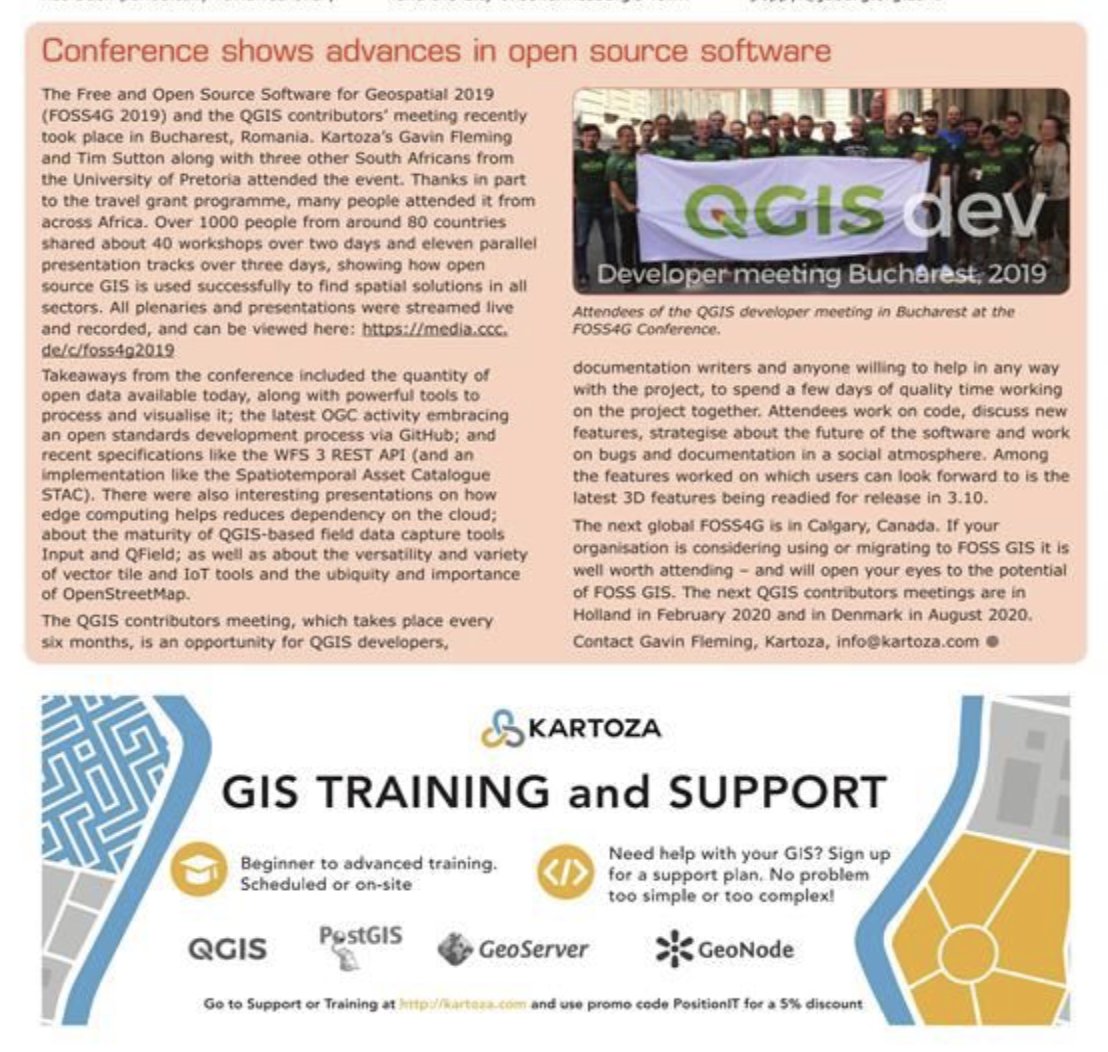 Conference shows advances in open source software
The Free and Open Source Software for Geospatial 2019
(FOSS4G 2019) and the QGIS contributors' meeting recently
took place in Bucharest, Romania. Kartoza's Gavin Fleming
and Tim Sutton along with three other South Africans from
the University of Pretoria attended the event. Thanks in part
to the travel grant programme, many people attended it from
across Africa. Over 1000 people from around 80 countries
shared about 40 workshops over two days and eleven parallel
presentation tracks over three days, showing how open
source GIS is used successfully to find spatial solutions in all
sectors. All plenaries and presentations were streamed live
and recorded, and can be viewed here: https://media.ccc.
de/c/foss4g2019
Takeaways from the conference included the quantity of
open data available today, along with powerful tools to
process and visualise it; the latest OGC activity embracing
an open standards development process via GitHub; and
recent specifications like the WFS 3 REST API (and an
implementation like the Spatiotemporal Asset Catalogue
STAC). There were also interesting presentations on how
edge computing helps reduces dependency on the cloud;
about the maturity of QGIS-based field data capture tools
Input and QField; as well as about the versatility and variety
of vector tile and IoT tools and the ubiquity and importance
of OpenStreetMap.
The QGIS contributors meeting, which takes place every
six months, is an opportunity for QGIS developers,
QGIS dev
Developer meeting Bucharest, 2019
Attendees of the QGIS developer meeting in Bucharest at the
FOSS4G Conference.
documentation writers and anyone willing to help in any way
with the project, to spend a few days of quality time working
on the project together. Attendees work on code, discuss new
features, strategise about the future of the software and work
on bugs and documentation in a social atmosphere. Among
the features worked on which users can look forward to is the
latest 3D features being readied for release in 3.10.
The next global FOSS4G is in Calgary, Canada. If your
organisation is considering using or migrating to FOSS GIS it is
well worth attending – and will open your eyes to the potential
of FOSS GIS. The next QGIS contributors meetings are in
Holland in February 2020 and in Denmark in August 2020.
Contact Gavin Fleming, Kartoza, info@kartoza.com
KARTOZA
GIS TRAINING and SUPPORT
Beginner to advanced training.
Scheduled or on-site
</>
Need help with your GIS? Sign up
for a support plan. No problem
too simple or too complex!
QGIS
PostGIS
GeoServer
GeoNode
Go to Support or Training at http://kartoza.com and use promo code PositionIT for a 5% discount